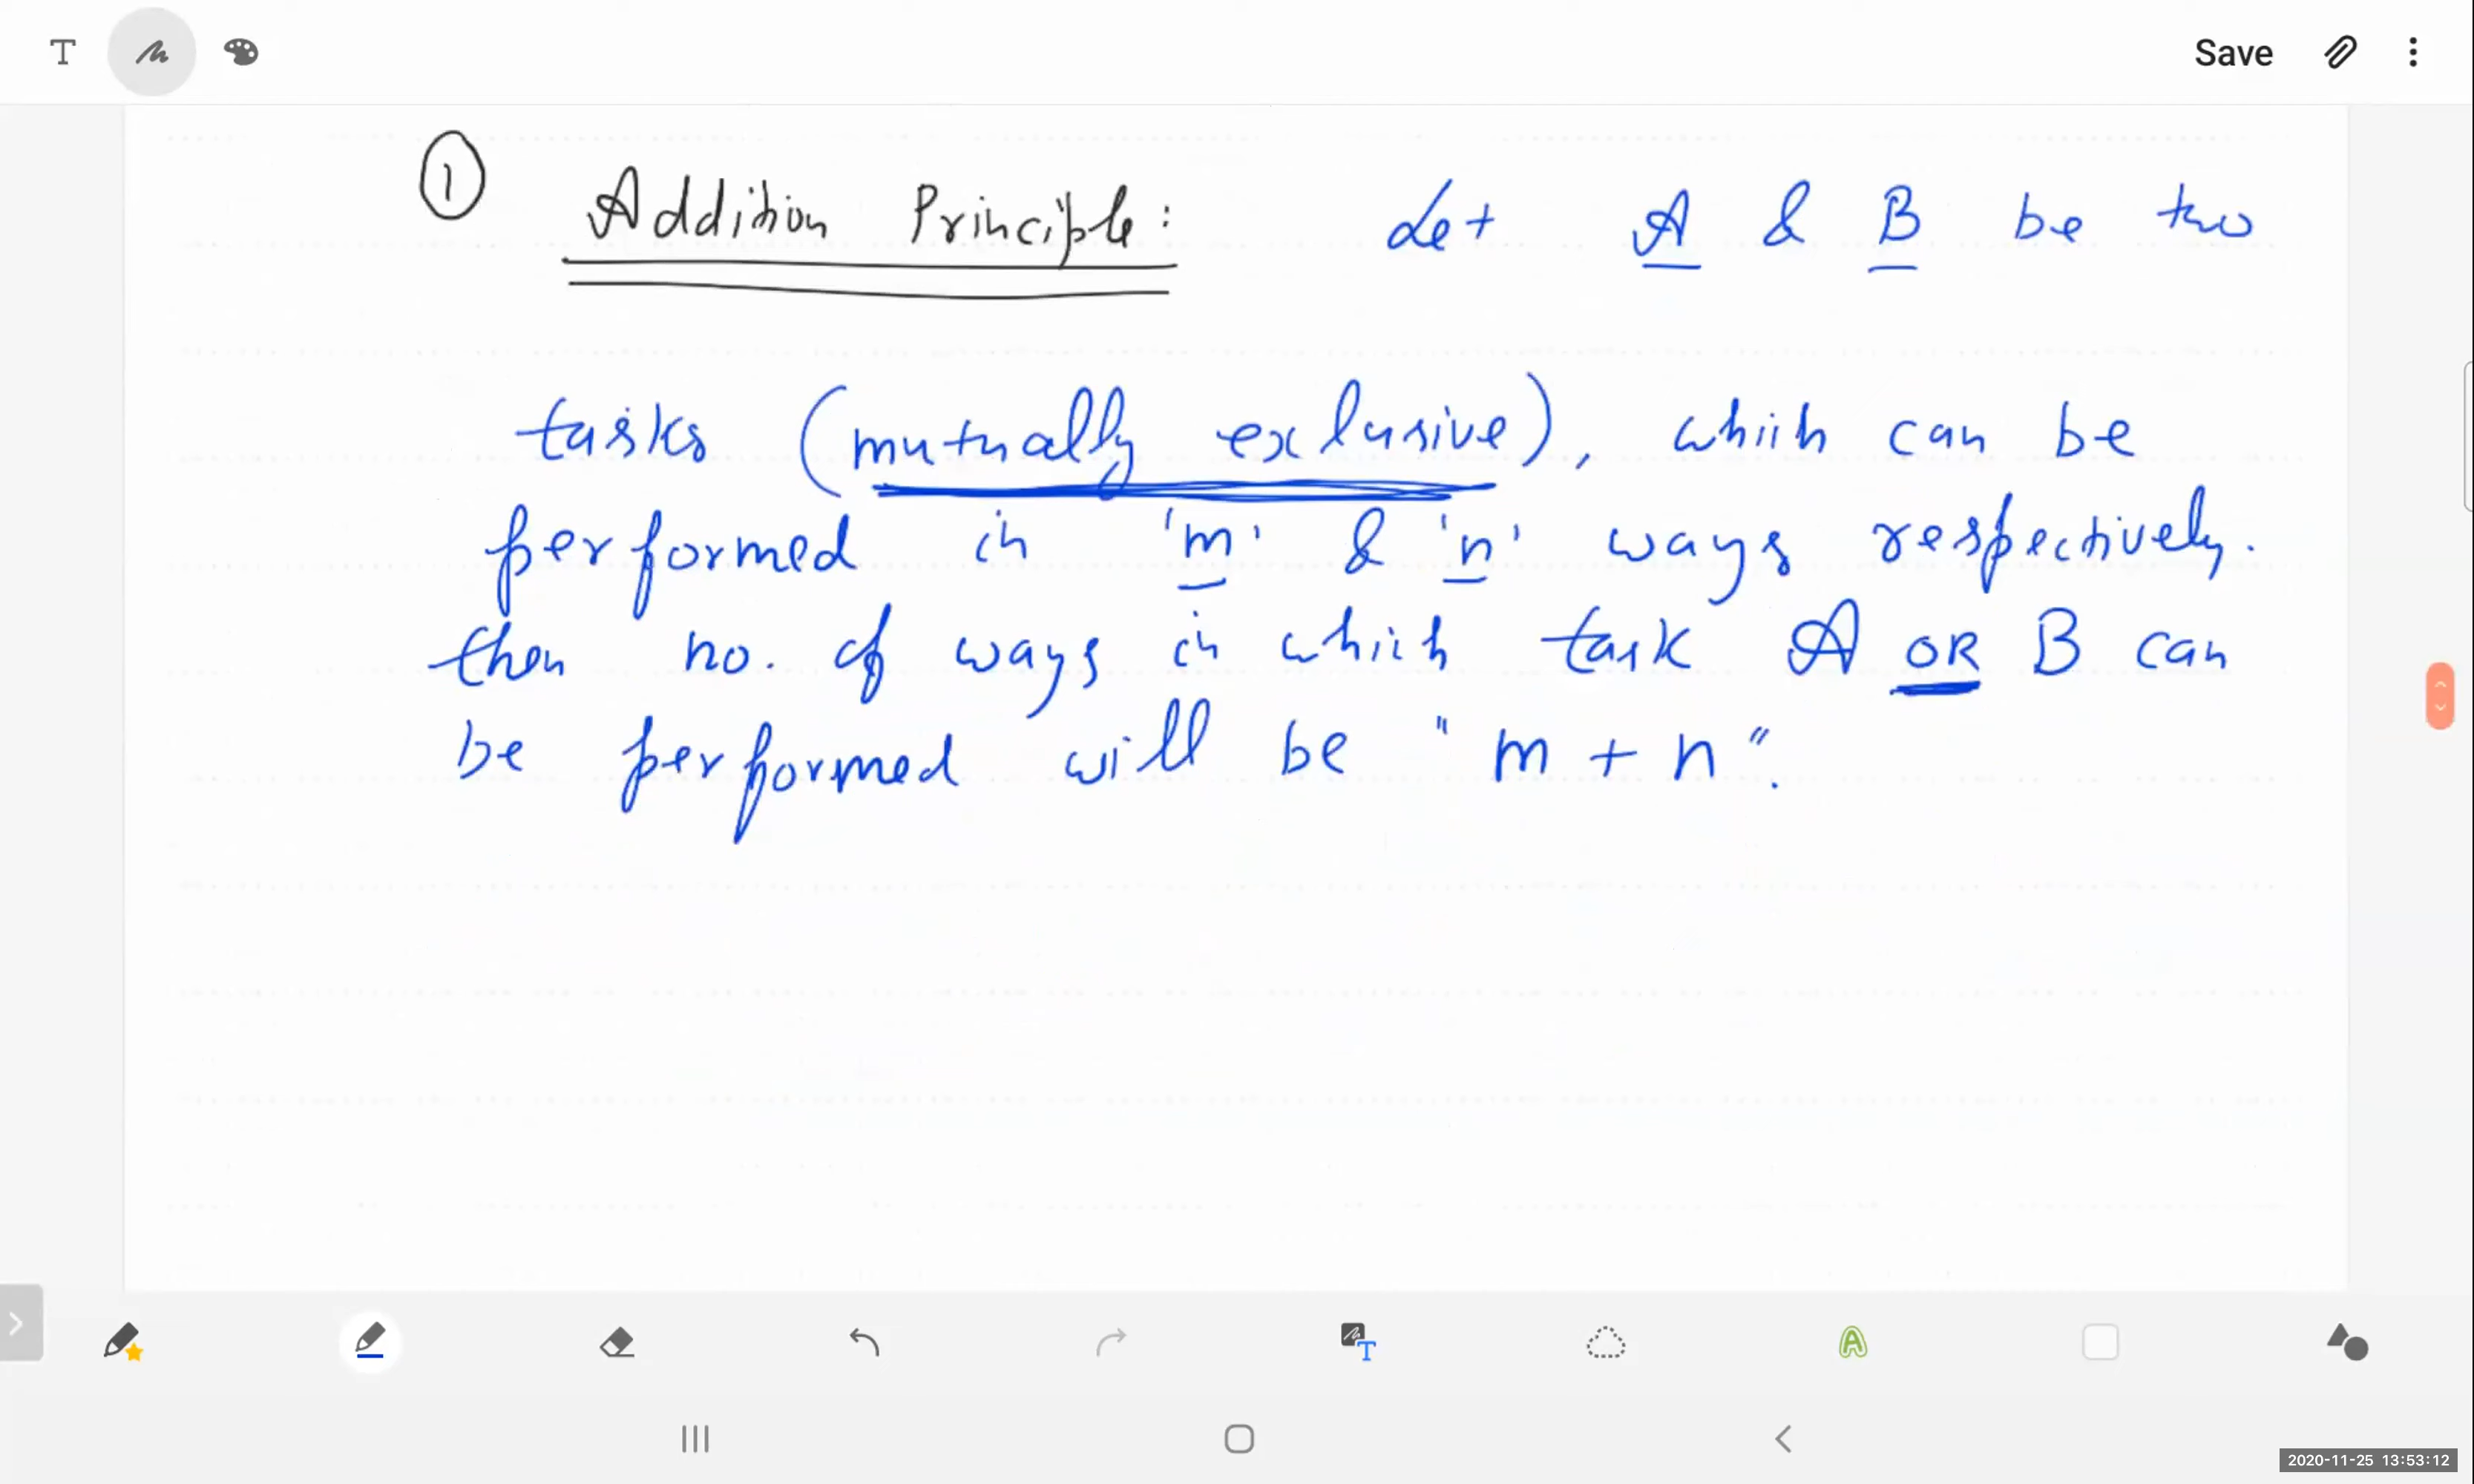 T
Save
① Addition Principle: Let A & B be two
tasks (mutually exclusive), which can be
performed in 'm' & 'n' ways respectively.
then no. of ways in which task A OR B can
be performed will be "m + n".
T
A
2020-11-25 13:53:12